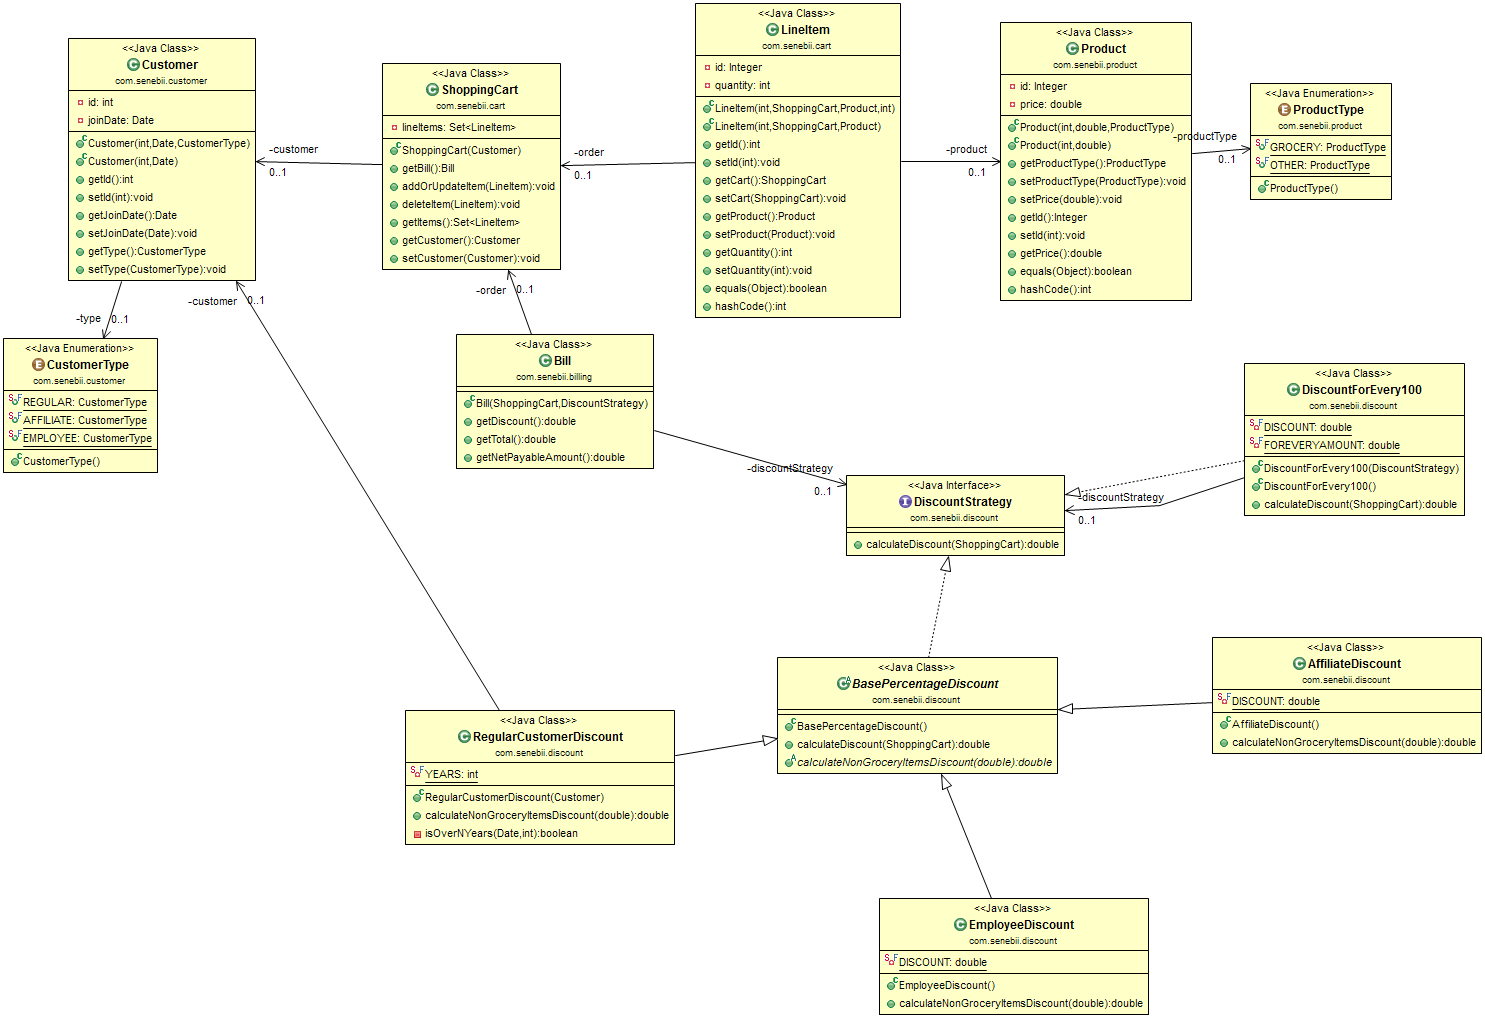 <<Java Class>>
Customer
com.senebii.customer
id: int
joinDate: Date
Customer(int,Date,CustomerType)
Customer(int,Date)
getId():int
setId(int):void
getJoinDate():Date
setJoinDate(Date):void
getType():CustomerType
setType(CustomerType):void
-customer
0..1
<<Java Class>>
ShoppingCart
com.senebii.cart
lineItems: Set<LineItem>
ShoppingCart(Customer)
getBill():Bill
addOrUpdateItem(LineItem):void
deleteItem(LineItem):void
getItems():Set<LineItem>
getCustomer():Customer
setCustomer(Customer):void
-order
0..1
<<Java Class>>
LineItem
com.senebii.cart
id: Integer
quantity: int
LineItem(int,ShoppingCart,Product,int)
LineItem(int,ShoppingCart,Product)
getId():int
setId(int):void
getCart():ShoppingCart
setCart(ShoppingCart):void
getProduct():Product
setProduct(Product):void
getQuantity():int
setQuantity(int):void
equals(Object):boolean
hashCode():int
-product
0..1
<<Java Class>>
Product
com.senebii.product
id: Integer
price: double
Product(int,double,ProductType)
Product(int,double)
getProductType():ProductType
setProductType(ProductType):void
setPrice(double):void
getId():Integer
setId(int):void
getPrice():double
equals(Object):boolean
hashCode():int
-productType
0..1
<<Java Enumeration>>
ProductType
com.senebii.product
GROCERY: ProductType
OTHER: ProductType
ProductType()
-type
0..1
-customer
0..1
-order
0..1
<<Java Enumeration>>
CustomerType
com.senebii.customer
REGULAR: CustomerType
AFFILIATE: CustomerType
EMPLOYEE: CustomerType
CustomerType()
<<Java Class>>
Bill
com.senebii.billing
Bill(ShoppingCart,DiscountStrategy)
getDiscount():double
getTotal():double
getNetPayableAmount():double
-discountStrategy
0..1
<<Java Class>>
DiscountForEvery100
com.senebii.discount
DISCOUNT: double
FOREVERYAMOUNT: double
DiscountForEvery100(DiscountStrategy)
DiscountForEvery100()
calculateDiscount(ShoppingCart):double
-discountStrategy
0..1
<<Java Interface>>
DiscountStrategy
com.senebii.discount
calculateDiscount(ShoppingCart):double
<<Java Class>>
BasePercentageDiscount
com.senebii.discount
BasePercentageDiscount()
calculateDiscount(ShoppingCart):double
calculateNonGroceryItemsDiscount(double):double
<<Java Class>>
AffiliateDiscount
com.senebii.discount
DISCOUNT: double
AffiliateDiscount()
calculateNonGroceryItemsDiscount(double):double
<<Java Class>>
RegularCustomerDiscount
com.senebii.discount
YEARS: int
RegularCustomerDiscount(Customer)
calculateNonGroceryItemsDiscount(double):double
isOverNYears(Date,int):boolean
<<Java Class>>
EmployeeDiscount
com.senebii.discount
DISCOUNT: double
EmployeeDiscount()
calculateNonGroceryItemsDiscount(double):double